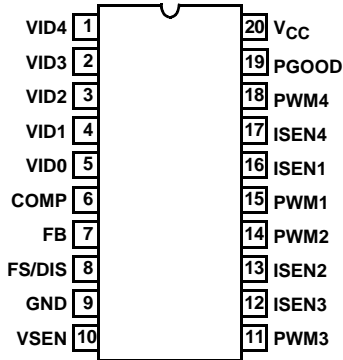 VID4 1 20 VCC
VID3 2 19 PGOOD
VID2 3 18 PWM4
VID1 4 17 ISEN4
VID0 5 16 ISEN1
COMP 6 15 PWM1
FB 7 14 PWM2
FS/DIS 8 13 ISEN2
GND 9 12 ISEN3
VSEN 10 11 PWM3